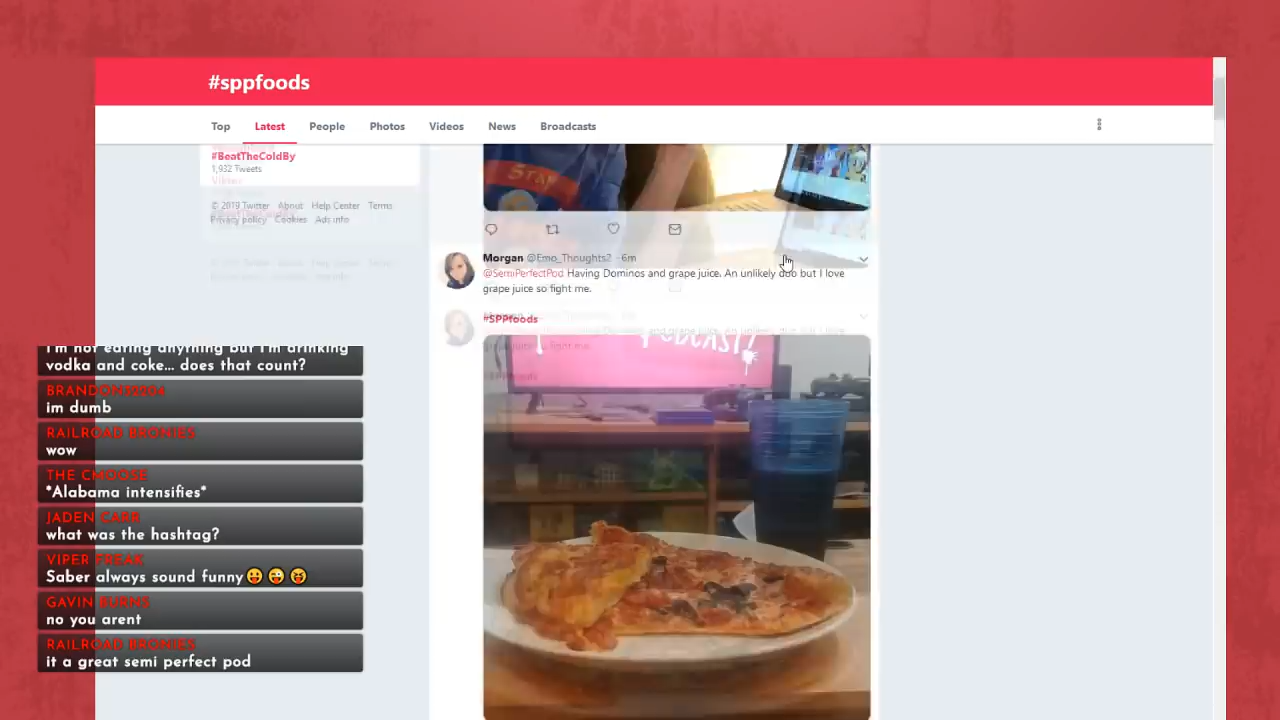 #sppfoods
Top Latest People Photos Videos News Broadcasts
#BeatTheColdBy
1,932 Tweets
© 2019 Twitter About Help Center Terms
Privacy policy Cookies Ads info
Morgan @Emo_Thoughts2 · 6m
@SemiPerfectPod Having Dominos and grape juice. An unlikely duo but I love
grape juice so fight me.
#SPPfoods
PODCAST!
I'm not eating anything but I'm drinking
vodka and coke... does that count?
BRANDON52204
im dumb
RAILROAD BRONIES
wow
THE CMOOSE
*Alabama intensifies*
JADEN CARR
what was the hashtag?
VIPER FREAK
Saber always sound funny😛😜😝
GAVIN BURNS
no you arent
RAILROAD BRONIES
it a great semi perfect pod